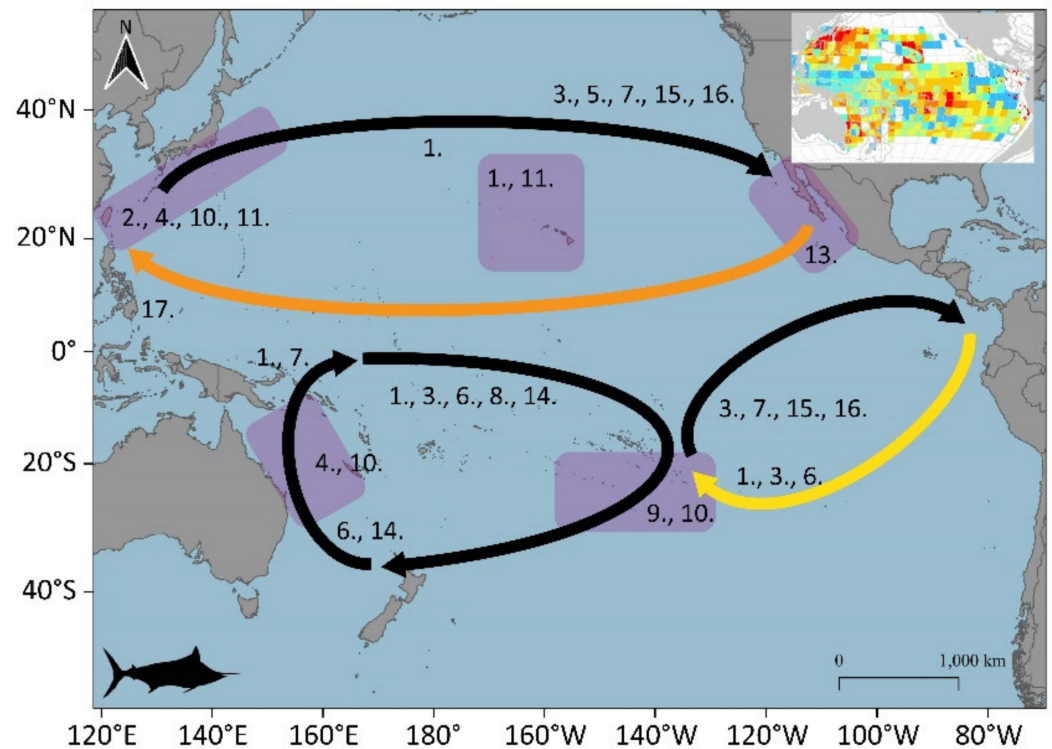 N
40°N
20°N
0°
20°S
40°S
3., 5., 7., 15., 16.
1.
1., 11.
2., 4., 10., 11.
13.
17.
1., 7.
1., 3., 6., 8., 14.
3., 7., 15., 16.
4., 10.
1., 3., 6.
9., 10.
6., 14.
0 1,000 km
120°E 140°E 160°E 180° 160°W 140°W 120°W 100°W 80°W